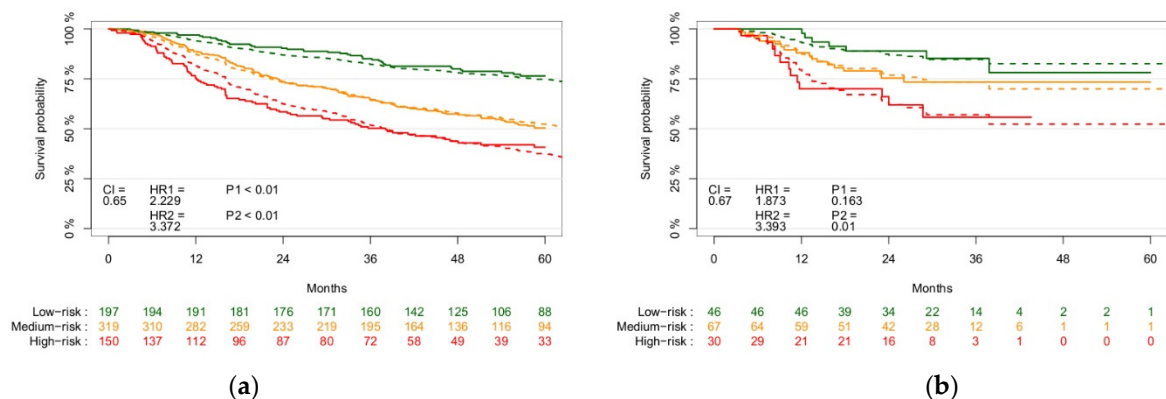 Survival probability
100 %
75 %
50 %
25 %
0 %
CI =
0.65
HR1 =
2.229
P1 < 0.01
HR2 =
3.372
P2 < 0.01
0 12 24 36 48 60
Months
Low-risk : 197 194 191 181 176 171 160 142 125 106 88
Medium-risk : 319 310 282 259 233 219 195 164 136 116 94
High-risk : 150 137 112 96 87 80 72 58 49 39 33
(a)
Survival probability
100 %
75 %
50 %
25 %
0 %
CI =
0.67
HR1 =
1.873
P1 =
0.163
HR2 =
3.393
P2 =
0.01
0 12 24 36 48 60
Months
Low-risk : 46 46 46 39 34 22 14 4 2 2 1
Medium-risk : 67 64 59 51 42 28 12 6 1 1 1
High-risk : 30 29 21 21 16 8 3 1 0 0 0
(b)